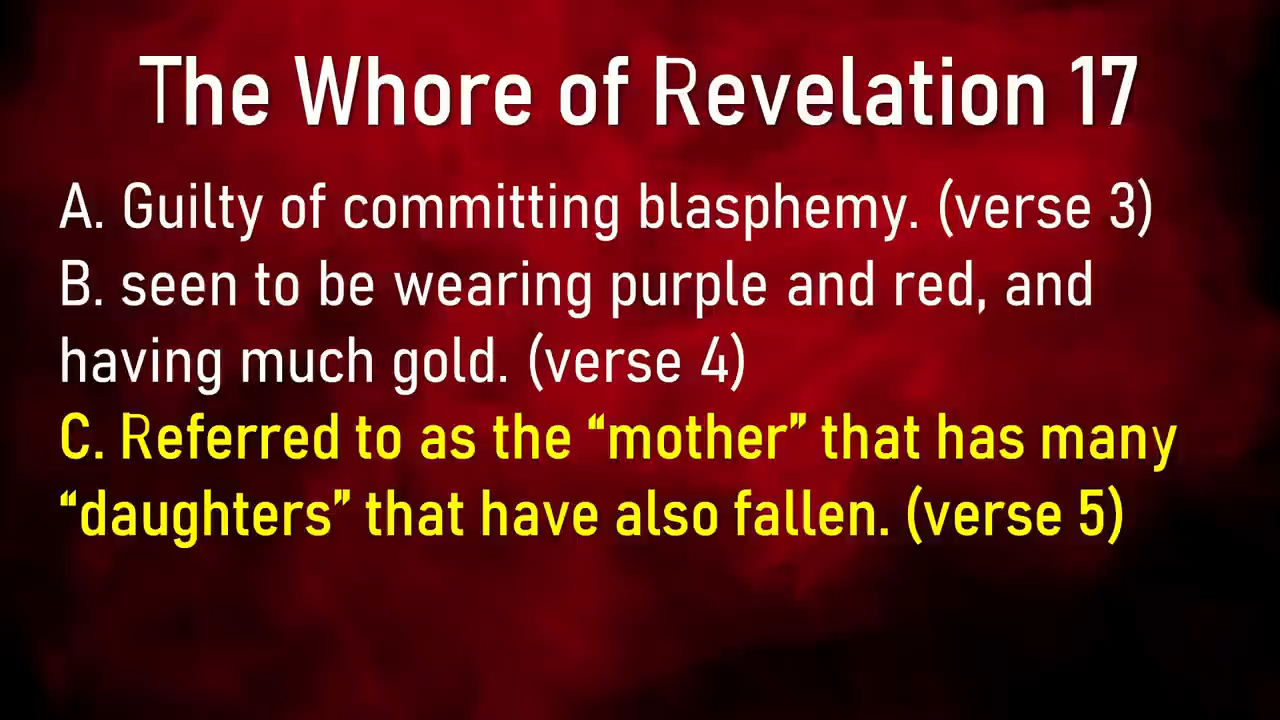 The Whore of Revelation 17
A. Guilty of committing blasphemy. (verse 3)
B. seen to be wearing purple and red, and
having much gold. (verse 4)
C. Referred to as the “mother” that has many
“daughters” that have also fallen. (verse 5)